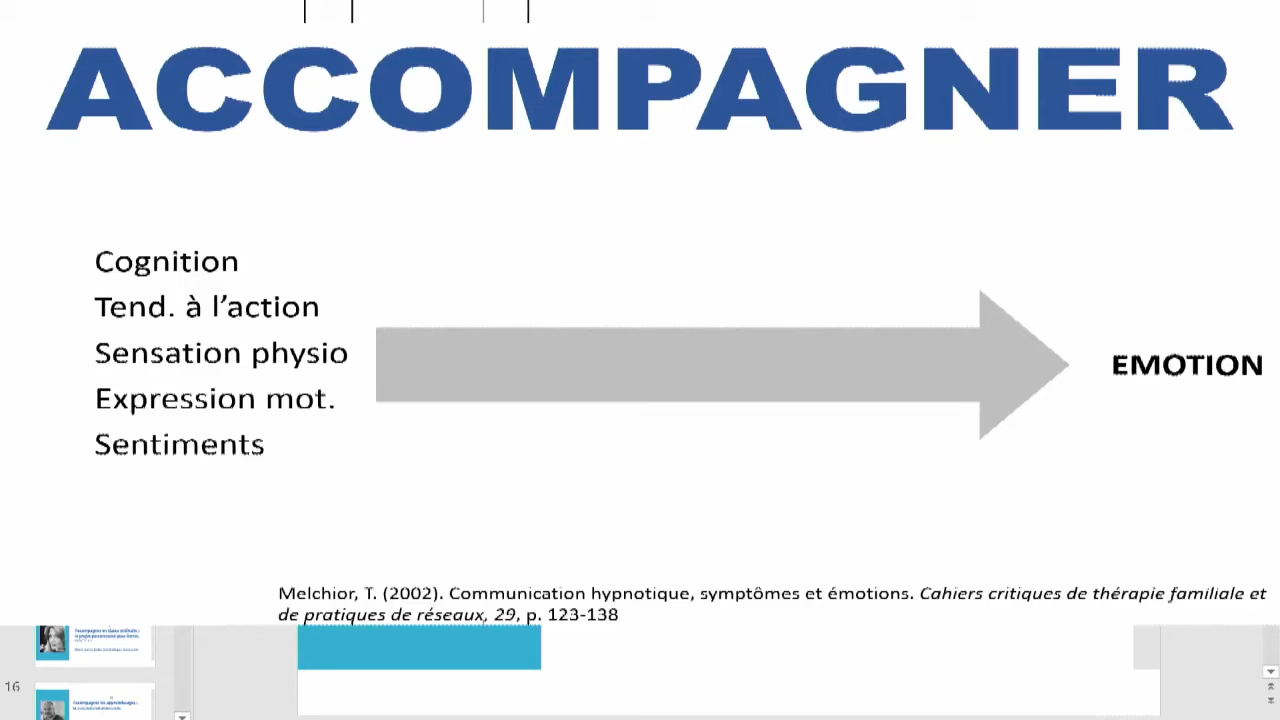 ACCOMPAGNER
Cognition
Tend. à l’action
Sensation physio
Expression mot.
Sentiments
EMOTION
Melchior, T. (2002). Communication hypnotique, symptômes et émotions. Cahiers critiques de thérapie familiale et
de pratiques de réseaux, 29, p. 123-138
16